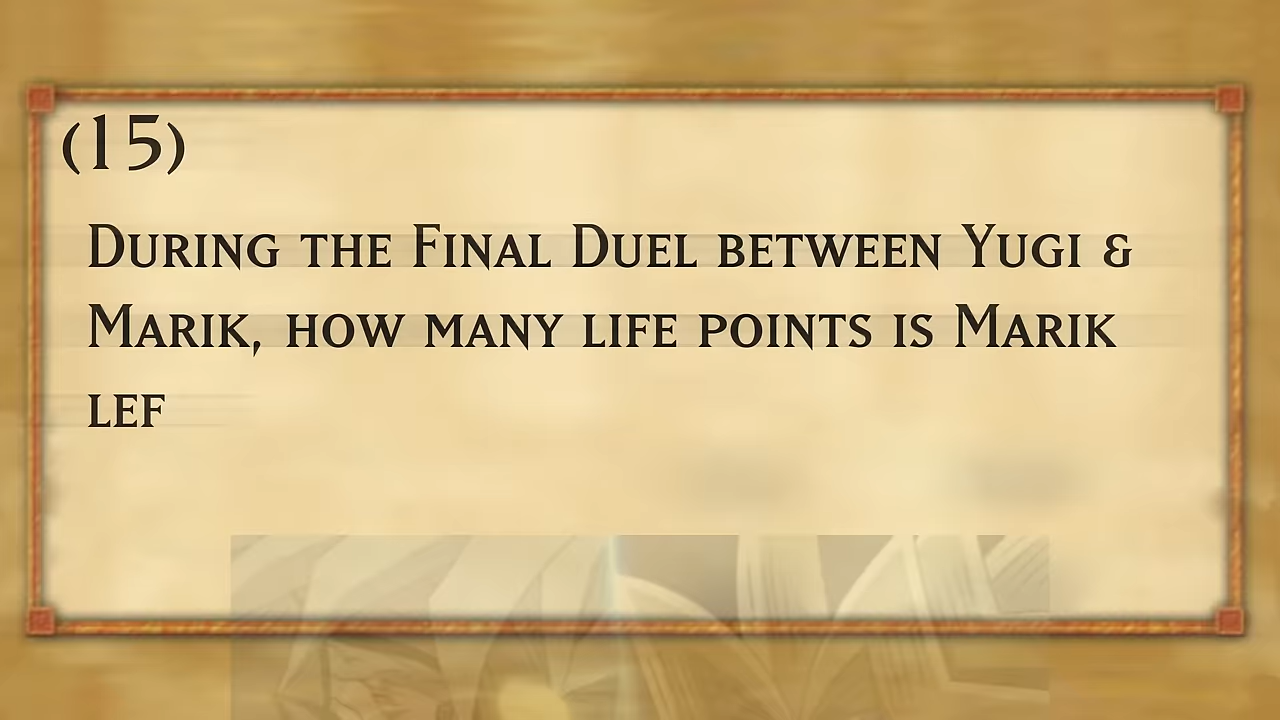 (15)
During the Final Duel between Yugi &
Marik, how many life points is Marik
lef